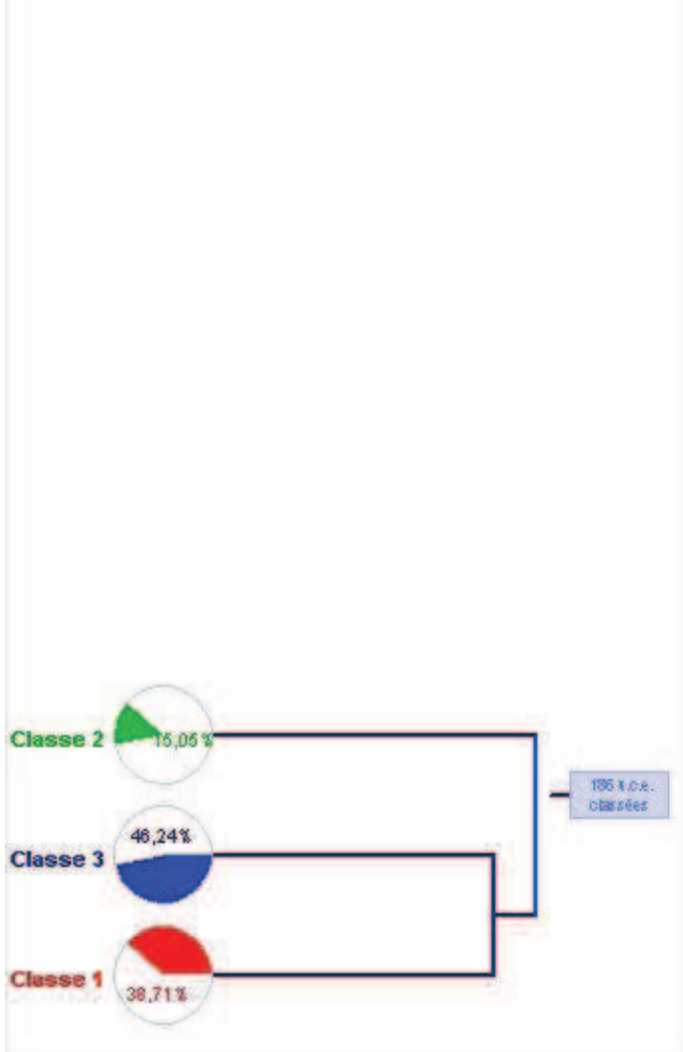 Classe 2
15,05 %
186 u.c.e.
classées
46,24%
Classe 3
Classe 1
38,71%